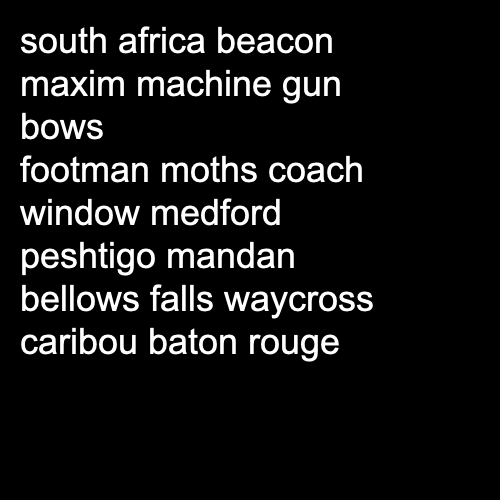 south africa beacon
maxim machine gun
bows
footman moths coach
window medford
peshtigo mandan
bellows falls waycross
caribou baton rouge